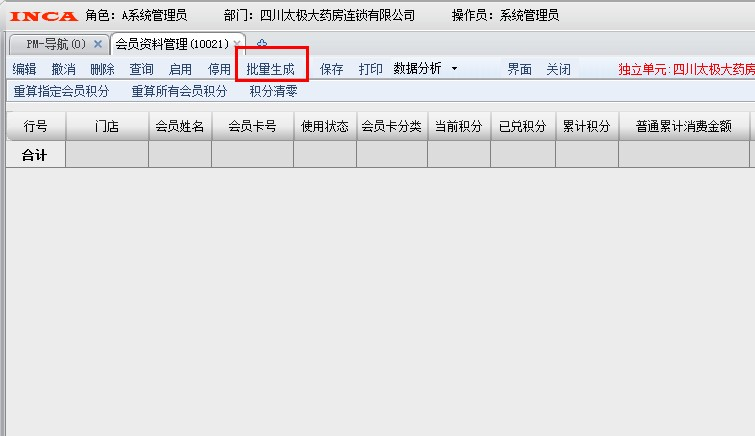 INCA 角色: A系统管理员 部门: 四川太极大药房连锁有限公司 操作员: 系统管理员
PM-导航(0) 会员资料管理(10021)
编辑 撤消 删除 查询 启用 停用 批量生成 保存 打印 数据分析 界面 关闭 独立单元:四川太极大药房
重算指定会员积分 重算所有会员积分 积分清零
行号 门店 会员姓名 会员卡号 使用状态 会员卡分类 当前积分 已兑积分 累计积分 普通累计消费金额
合计